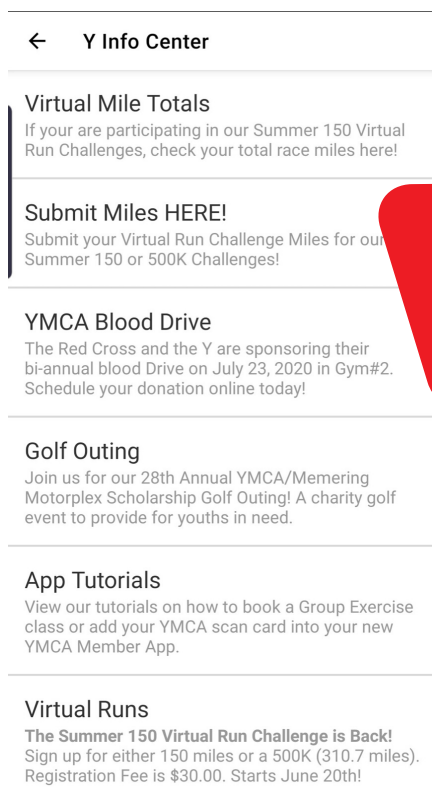 Y Info Center
Virtual Mile Totals
If your are participating in our Summer 150 Virtual
Run Challenges, check your total race miles here!
Submit Miles HERE!
Submit your Virtual Run Challenge Miles for our
Summer 150 or 500K Challenges!
YMCA Blood Drive
The Red Cross and the Y are sponsoring their
bi-annual blood Drive on July 23, 2020 in Gym#2.
Schedule your donation online today!
Golf Outing
Join us for our 28th Annual YMCA/Memering
Motorplex Scholarship Golf Outing! A charity golf
event to provide for youths in need.
App Tutorials
View our tutorials on how to book a Group Exercise
class or add your YMCA scan card into your new
YMCA Member App.
Virtual Runs
The Summer 150 Virtual Run Challenge is Back!
Sign up for either 150 miles or a 500K (310.7 miles).
Registration Fee is $30.00. Starts June 20th!